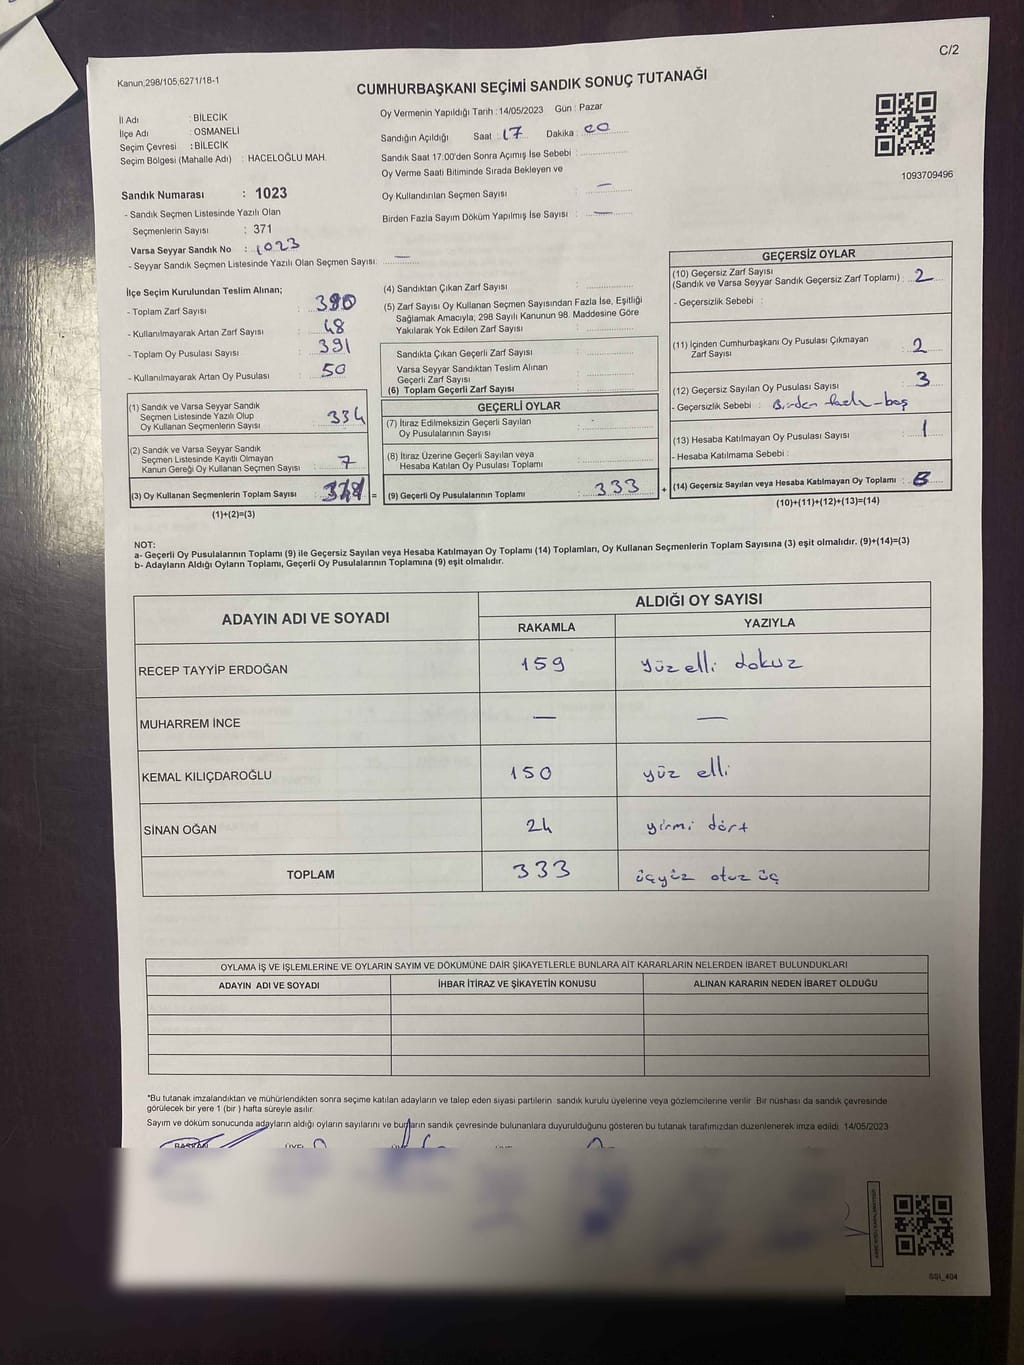 C/2
Kanun;298/105,6271/18-1
CUMHURBAŞKANI SEÇİMİ SANDIK SONUÇ TUTANAĞI
İl Adı : BİLECİK
İlçe Adı : OSMANELİ
Seçim Çevresi : BİLECİK
Seçim Bölgesi (Mahalle Adı) : HACELOĞLU MAH.
Oy Vermenin Yapıldığı Tarih : 14/05/2023 Gün : Pazar
Sandığın Açıldığı Saat : 17 Dakika : 00
Sandık Saat 17:00'den Sonra Açımış İse Sebebi :
Oy Verme Saati Bitiminde Sırada Bekleyen ve
Oy Kullandırılan Seçmen Sayısı : —
Birden Fazla Sayım Döküm Yapılmış İse Sayısı : —
1093709496
Sandık Numarası : 1023
- Sandık Seçmen Listesinde Yazılı Olan
Seçmenlerin Sayısı : 371
Varsa Seyyar Sandık No : 1023
- Seyyar Sandık Seçmen Listesinde Yazılı Olan Seçmen Sayısı: —
İlçe Seçim Kurulundan Teslim Alınan;
- Toplam Zarf Sayısı : 390
- Kullanılmayarak Artan Zarf Sayısı : 48
- Toplam Oy Pusulası Sayısı : 391
- Kullanılmayarak Artan Oy Pusulası : 50
(1) Sandık ve Varsa Seyyar Sandık
Seçmen Listesinde Yazılı Olup
Oy Kullanan Seçmenlerin Sayısı : 334
(2) Sandık ve Varsa Seyyar Sandık
Seçmen Listesinde Kayıtlı Olmayan
Kanun Gereği Oy Kullanan Seçmen Sayısı : 7
(3) Oy Kullanan Seçmenlerin Toplam Sayısı : =
(1)+(2)=(3)
(4) Sandıktan Çıkan Zarf Sayısı :
(5) Zarf Sayısı Oy Kullanan Seçmen Sayısından Fazla İse, Eşitliği
Sağlamak Amacıyla; 298 Sayılı Kanunun 98. Maddesine Göre
Yakılarak Yok Edilen Zarf Sayısı :
Sandıkta Çıkan Geçerli Zarf Sayısı :
Varsa Seyyar Sandıktan Teslim Alınan
Geçerli Zarf Sayısı :
(6) Toplam Geçerli Zarf Sayısı
GEÇERLİ OYLAR
(7) İtiraz Edilmeksizin Geçerli Sayılan
Oy Pusulalarının Sayısı :
(8) İtiraz Üzerine Geçerli Sayılan veya
Hesaba Katılan Oy Pusulası Toplamı :
(9) Geçerli Oy Pusulalarının Toplamı : 333 +
GEÇERSİZ OYLAR
(10) Geçersiz Zarf Sayısı
(Sandık ve Varsa Seyyar Sandık Geçersiz Zarf Toplamı) : 2
- Geçersizlik Sebebi :
(11) İçinden Cumhurbaşkanı Oy Pusulası Çıkmayan
Zarf Sayısı : 2
(12) Geçersiz Sayılan Oy Pusulası Sayısı : 3
- Geçersizlik Sebebi : Birden
(13) Hesaba Katılmayan Oy Pusulası Sayısı : 1
- Hesaba Katılmama Sebebi :
(14) Geçersiz Sayılan veya Hesaba Katılmayan Oy Toplamı :
(10)+(11)+(12)+(13)=(14)
NOT:
a- Geçerli Oy Pusulalarının Toplamı (9) ile Geçersiz Sayılan veya Hesaba Katılmayan Oy Toplamı (14) Toplamları, Oy Kullanan Seçmenlerin Toplam Sayısına (3) eşit olmalıdır. (9)+(14)=(3)
b- Adayların Aldığı Oyların Toplamı, Geçerli Oy Pusulalarının Toplamına (9) eşit olmalıdır.
ADAYIN ADI VE SOYADI ALDIĞI OY SAYISI
RAKAMLA YAZIYLA
RECEP TAYYİP ERDOĞAN 159 yüz elli dokuz
MUHARREM İNCE — —
KEMAL KILIÇDAROĞLU 150 yüz elli
SİNAN OĞAN 24 yirmi dört
TOPLAM 333 üçyüz otuz üç
OYLAMA İŞ VE İŞLEMLERİNE VE OYLARIN SAYIM VE DÖKÜMÜNE DAİR ŞİKAYETLERLE BUNLARA AİT KARARLARIN NELERDEN İBARET BULUNDUKLARI
ADAYIN ADI VE SOYADI İHBAR İTİRAZ VE ŞİKAYETİN KONUSU ALINAN KARARIN NEDEN İBARET OLDUĞU
*Bu tutanak imzalandıktan ve mühürlendikten sonra seçime katılan adayların ve talep eden siyasi partilerin sandık kurulu üyelerine veya gözlemcilerine verilir. Bir nüshası da sandık çevresinde
görülecek bir yere 1 (bir ) hafta süreyle asılır.
Sayım ve döküm sonucunda adayların aldığı oyların sayılarını ve bunların sandık çevresinde bulunanlara duyurulduğunu gösteren bu tutanak tarafımızdan düzenlenerek imza edildi. 14/05/2023